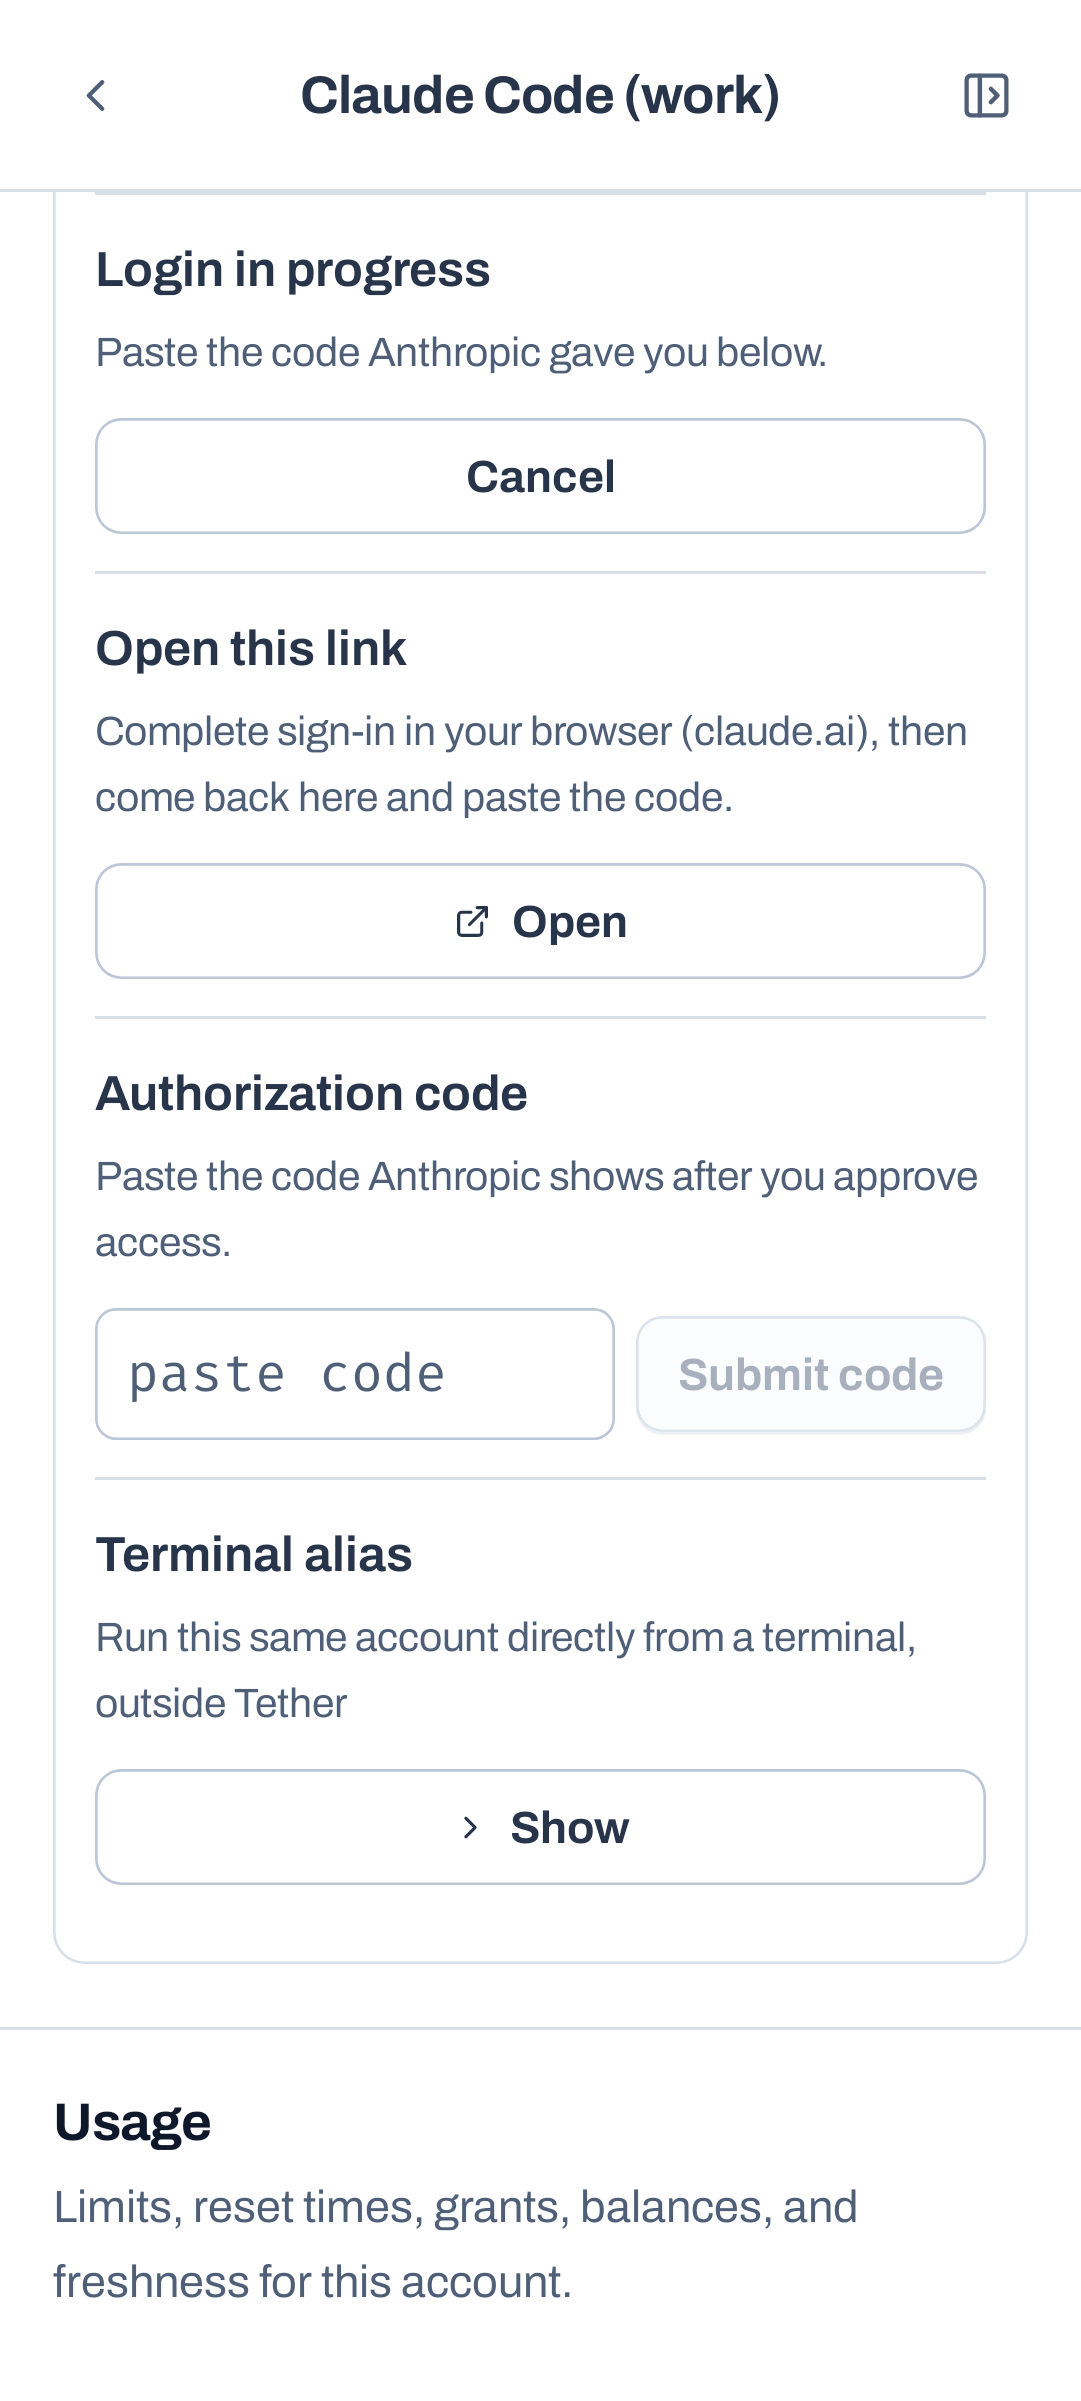 Claude Code (work)
Login in progress
Paste the code Anthropic gave you below.
Cancel
Open this link
Complete sign-in in your browser (claude.ai), then
come back here and paste the code.
Open
Authorization code
Paste the code Anthropic shows after you approve
access.
paste code
Submit code
Terminal alias
Run this same account directly from a terminal,
outside Tether
Show
Usage
Limits, reset times, grants, balances, and
freshness for this account.